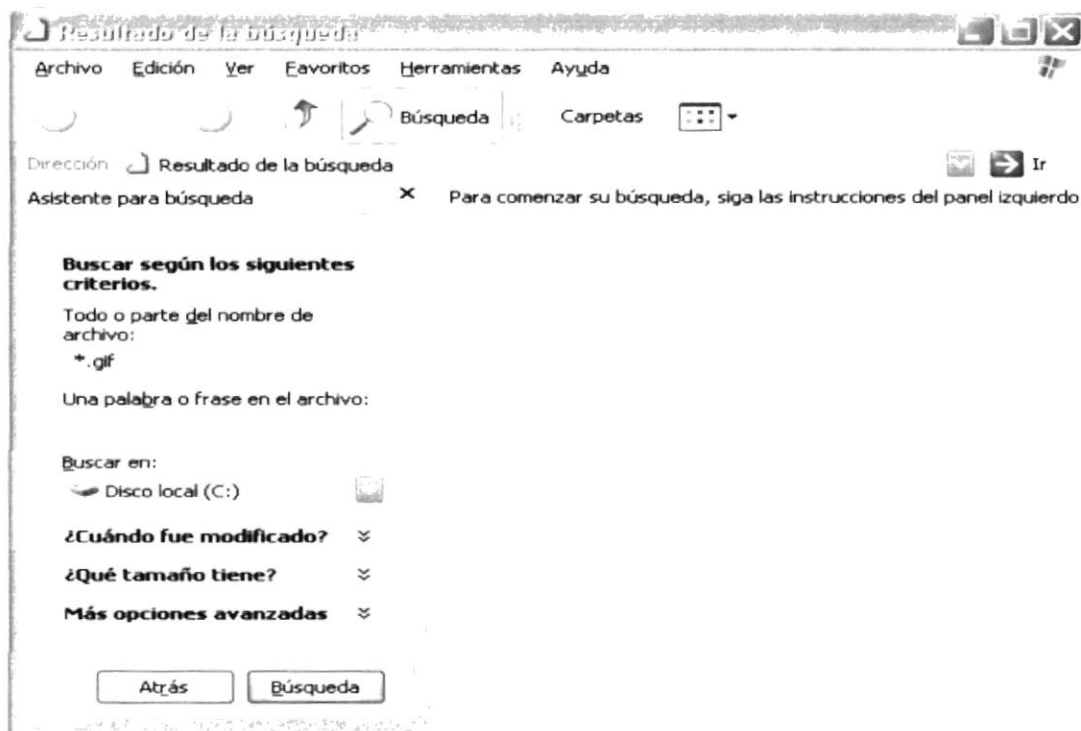 Resultado de la búsqueda
Archivo Edición Ver Favoritos Herramientas Ayuda
Búsqueda Carpetas
Dirección Resultado de la búsqueda Ir
Asistente para búsqueda Para comenzar su búsqueda, siga las instrucciones del panel izquierdo
Buscar según los siguientes
criterios.
Todo o parte del nombre de
archivo:
*.gif
Una palabra o frase en el archivo:
Buscar en:
Disco local (C:)
¿Cuándo fue modificado?
¿Qué tamaño tiene?
Más opciones avanzadas
Atrás Búsqueda